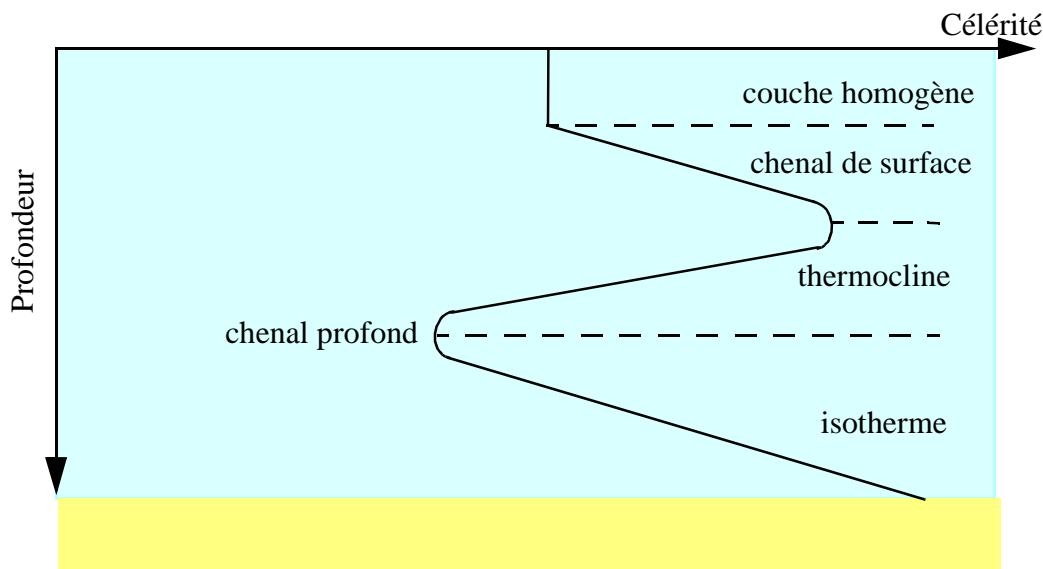 Célérité
couche homogène
chenal de surface
Profondeur
thermocline
chenal profond
isotherme